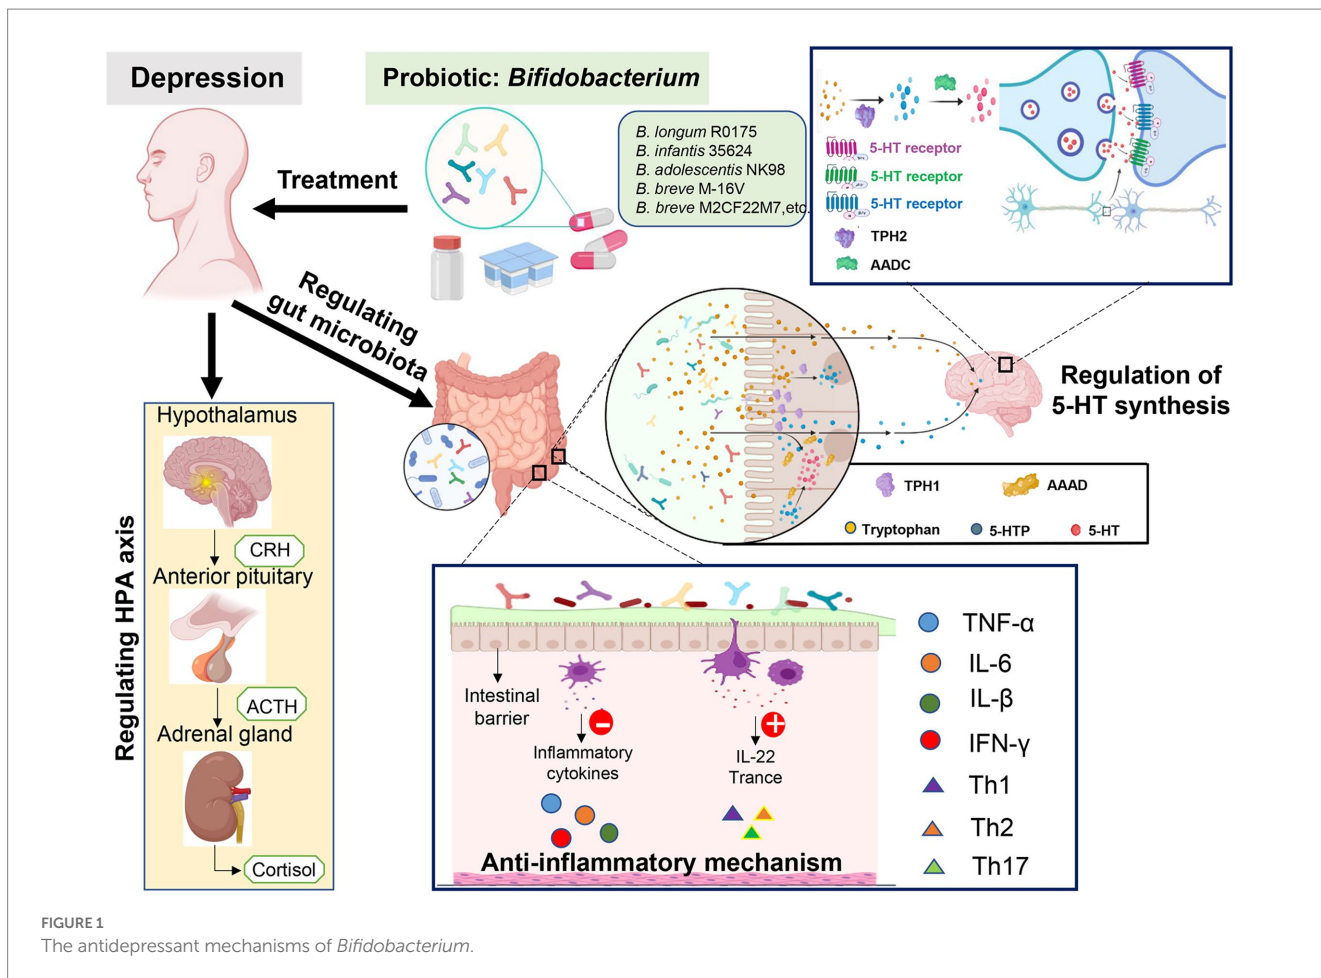 Depression
Probiotic: Bifidobacterium
B. longum R0175
B. infantis 35624
B. adolescentis NK98
B. breve M-16V
B. breve M2CF22M7,etc.
Treatment
5-HT receptor
5-HT receptor
5-HT receptor
TPH2
AADC
Regulating
gut microbiota
Regulation of
5-HT synthesis
TPH1
AAAD
Tryptophan
5-HTP
5-HT
Regulating HPA axis
Hypothalamus
CRH
Anterior pituitary
ACTH
Adrenal gland
Cortisol
Intestinal
barrier
Inflammatory
cytokines
IL-22
Trance
Anti-inflammatory mechanism
TNF-α
IL-6
IL-β
IFN-γ
Th1
Th2
Th17
FIGURE 1
The antidepressant mechanisms of Bifidobacterium.